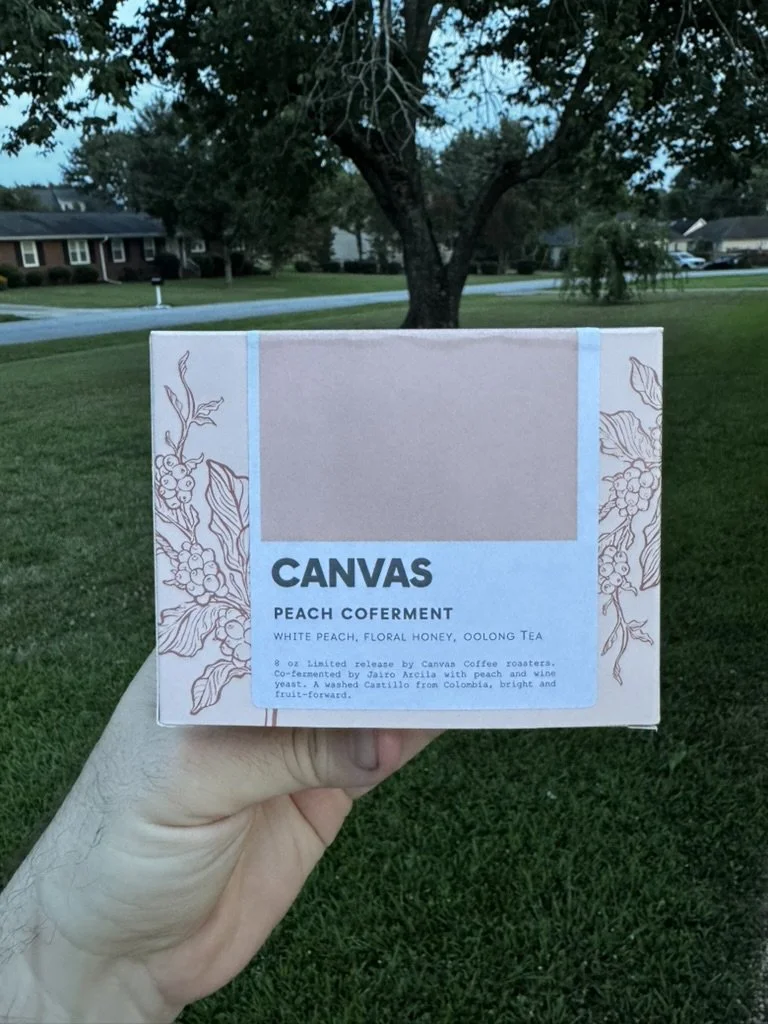 CANVAS
PEACH COFERMENT
WHITE PEACH, FLORAL HONEY, OOLONG TEA
8 oz Limited release by Canvas Coffee roasters.
Co-fermented by Jairo Arcila with peach and wine
yeast. A washed Castillo from Colombia, bright and
fruit-forward.